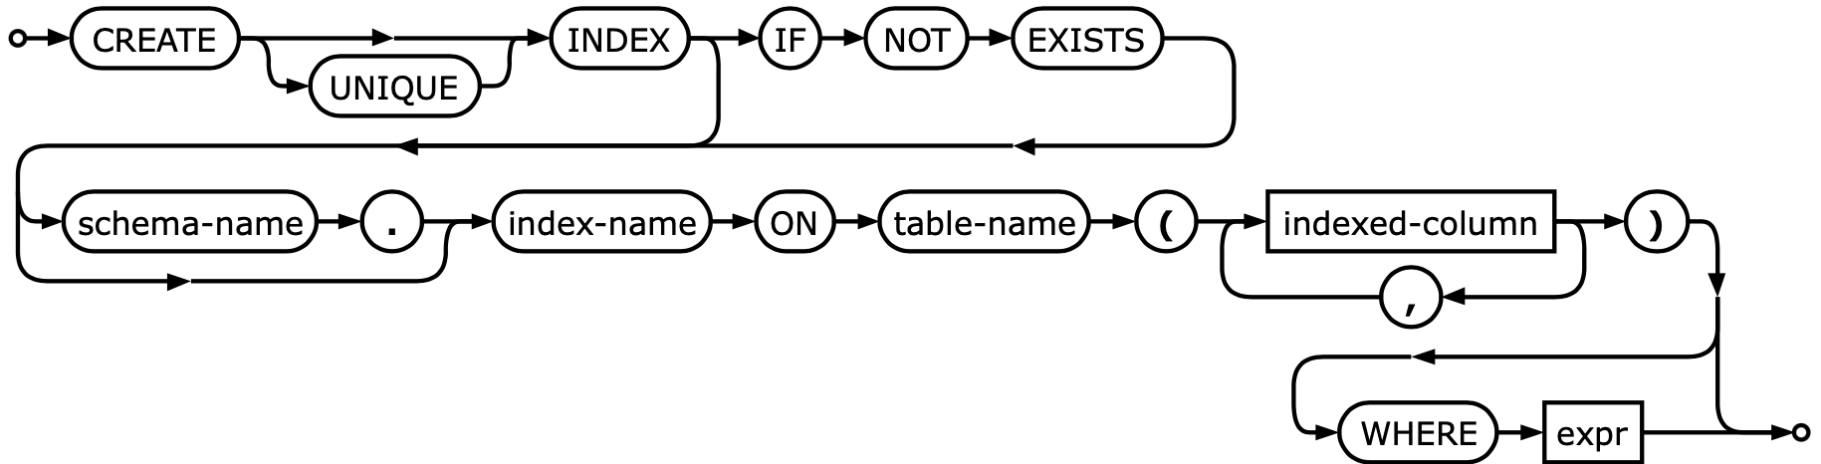 CREATE INDEX IF NOT EXISTS
UNIQUE
schema-name . index-name ON table-name ( indexed-column )
,
WHERE expr